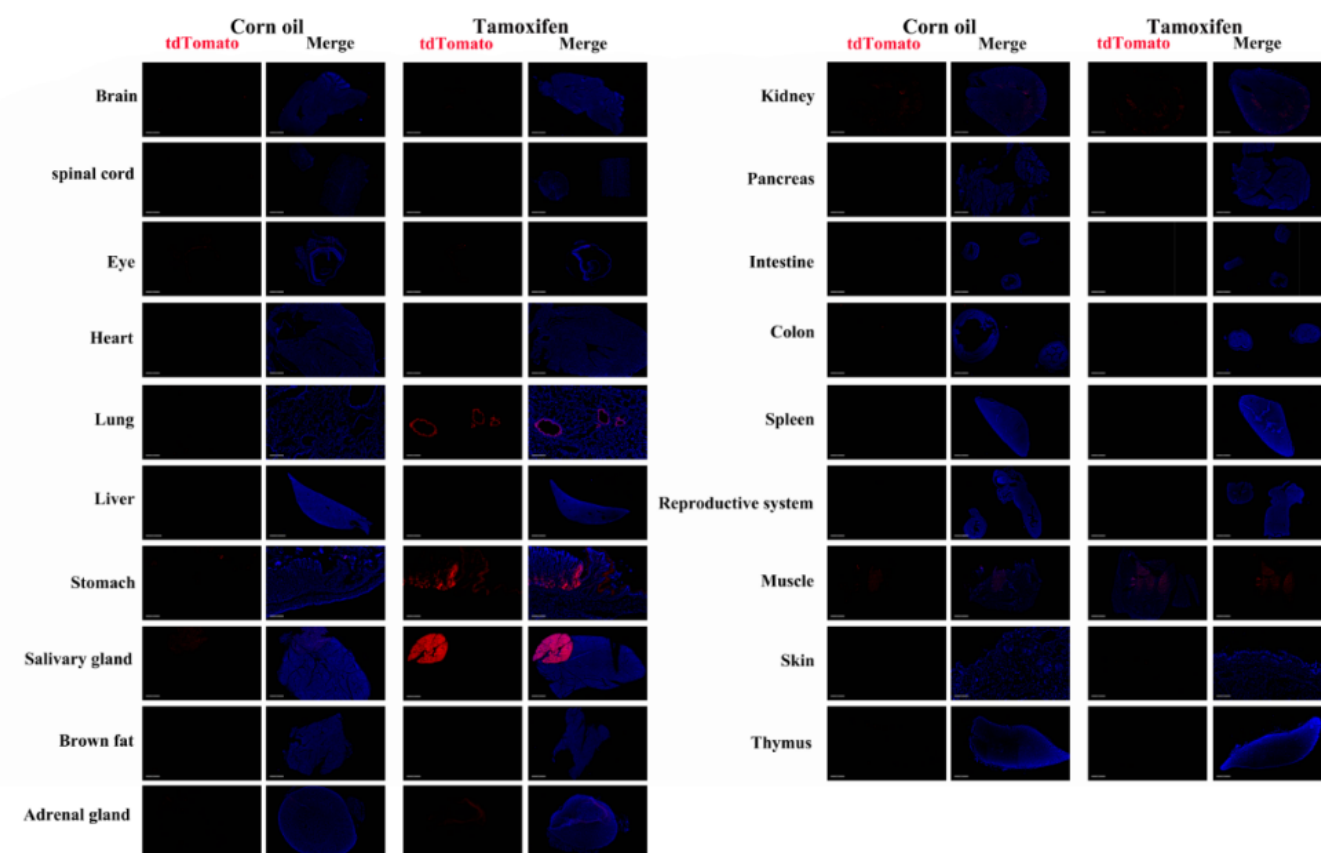 Corn oil Tamoxifen
tdTomato Merge tdTomato Merge
Brain
spinal cord
Eye
Heart
Lung
Liver
Stomach
Salivary gland
Brown fat
Adrenal gland
Corn oil Tamoxifen
tdTomato Merge tdTomato Merge
Kidney
Pancreas
Intestine
Colon
Spleen
Reproductive system
Muscle
Skin
Thymus